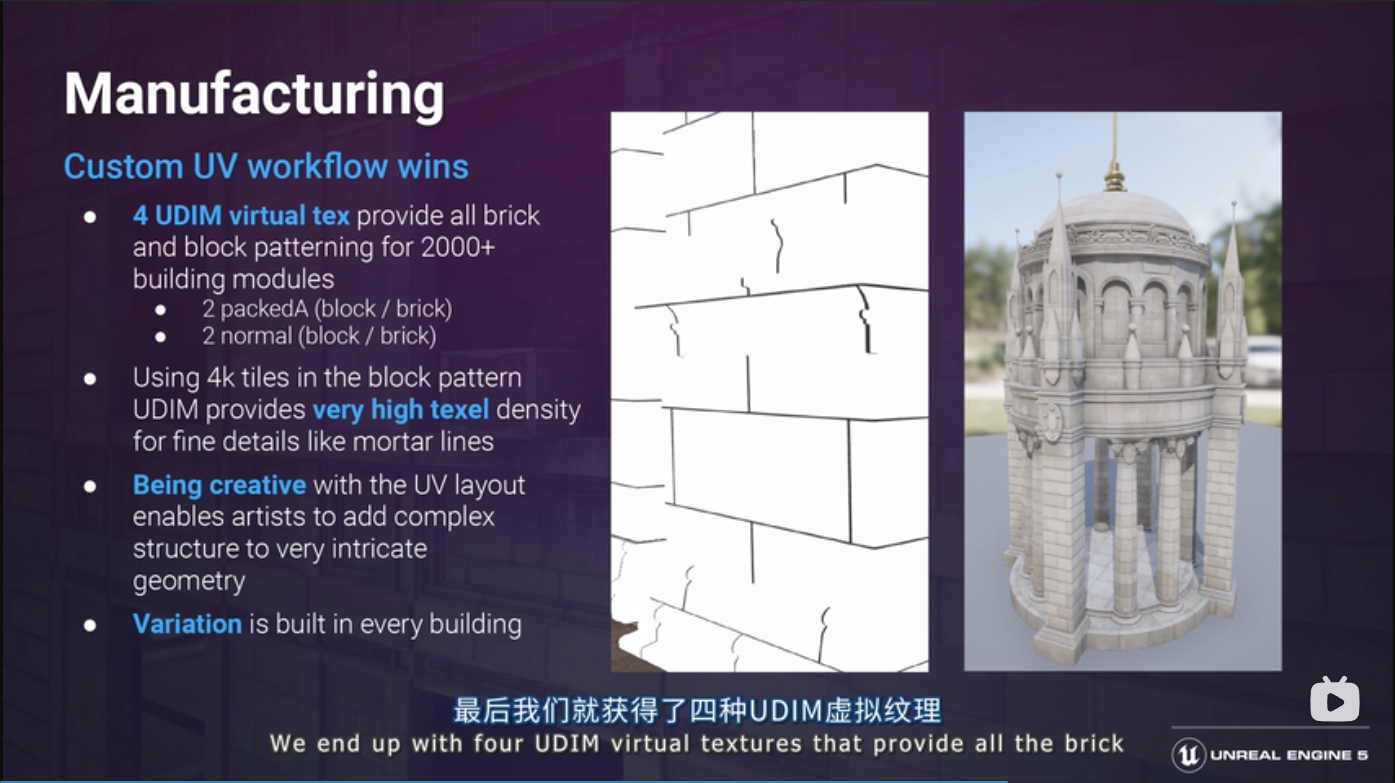 Manufacturing
Custom UV workflow wins
● 4 UDIM virtual tex provide all brick
and block patterning for 2000+
building modules
● 2 packedA (block / brick)
● 2 normal (block / brick)
● Using 4k tiles in the block pattern
UDIM provides very high texel density
for fine details like mortar lines
● Being creative with the UV layout
enables artists to add complex
structure to very intricate
geometry
● Variation is built in every building
最后我们就获得了四种UDIM虚拟纹理
We end up with four UDIM virtual textures that provide all the brick
UNREAL ENGINE 5